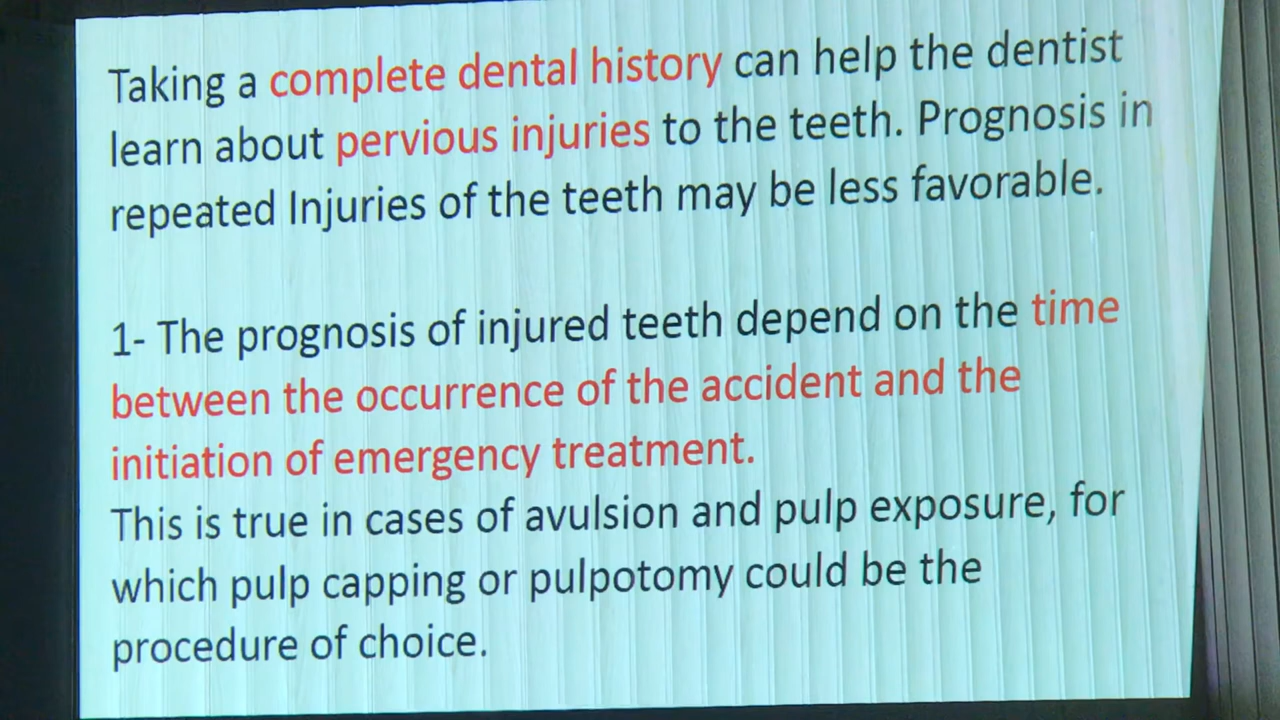 Taking a complete dental history can help the dentist
learn about pervious injuries to the teeth. Prognosis in
repeated Injuries of the teeth may be less favorable.
1- The prognosis of injured teeth depend on the time
between the occurrence of the accident and the
initiation of emergency treatment.
This is true in cases of avulsion and pulp exposure, for
which pulp capping or pulpotomy could be the
procedure of choice.